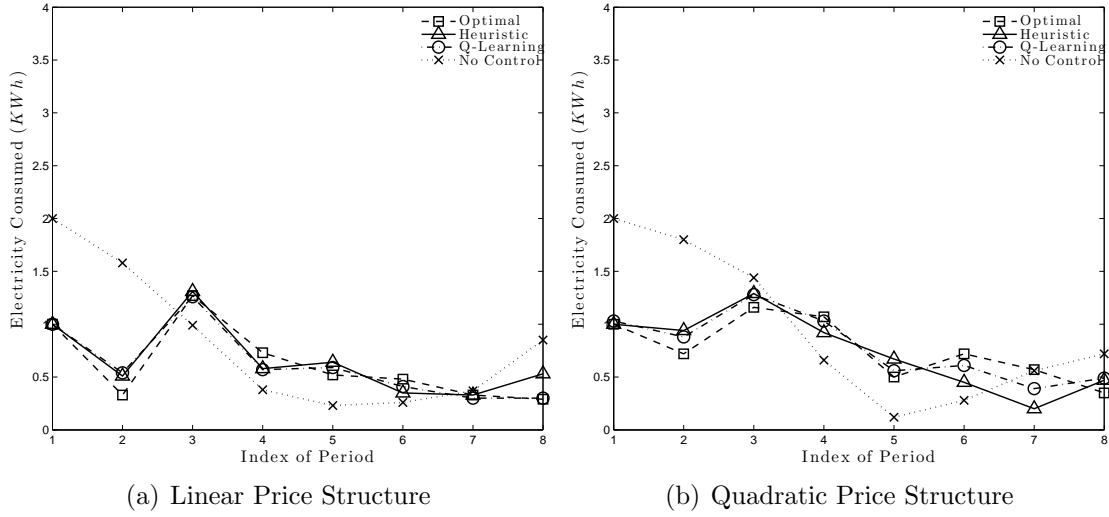 Electricity Consumed (KWh)
4
3.5
3
2.5
2
1.5
1
0.5
0
1 2 3 4 5 6 7 8
Index of Period
Optimal
Heuristic
Q-Learning
No Control
(a) Linear Price Structure
Electricity Consumed (KWh)
4
3.5
3
2.5
2
1.5
1
0.5
0
1 2 3 4 5 6 7 8
Index of Period
Optimal
Heuristic
Q-Learning
No Control
(b) Quadratic Price Structure